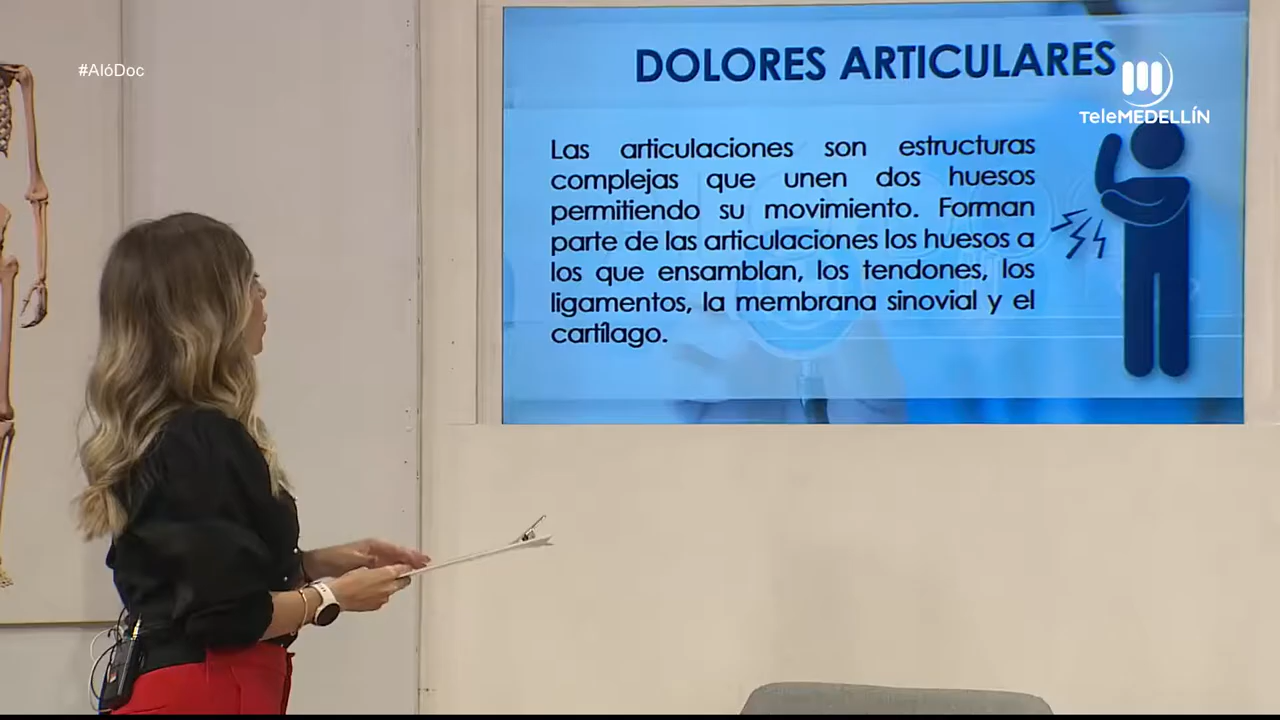 #AlóDoc
DOLORES ARTICULARES
TeleMEDELLÍN
Las articulaciones son estructuras
complejas que unen dos huesos
permitiendo su movimiento. Forman
parte de las articulaciones los huesos a
los que ensamblan, los tendones, los
ligamentos, la membrana sinovial y el
cartílago.